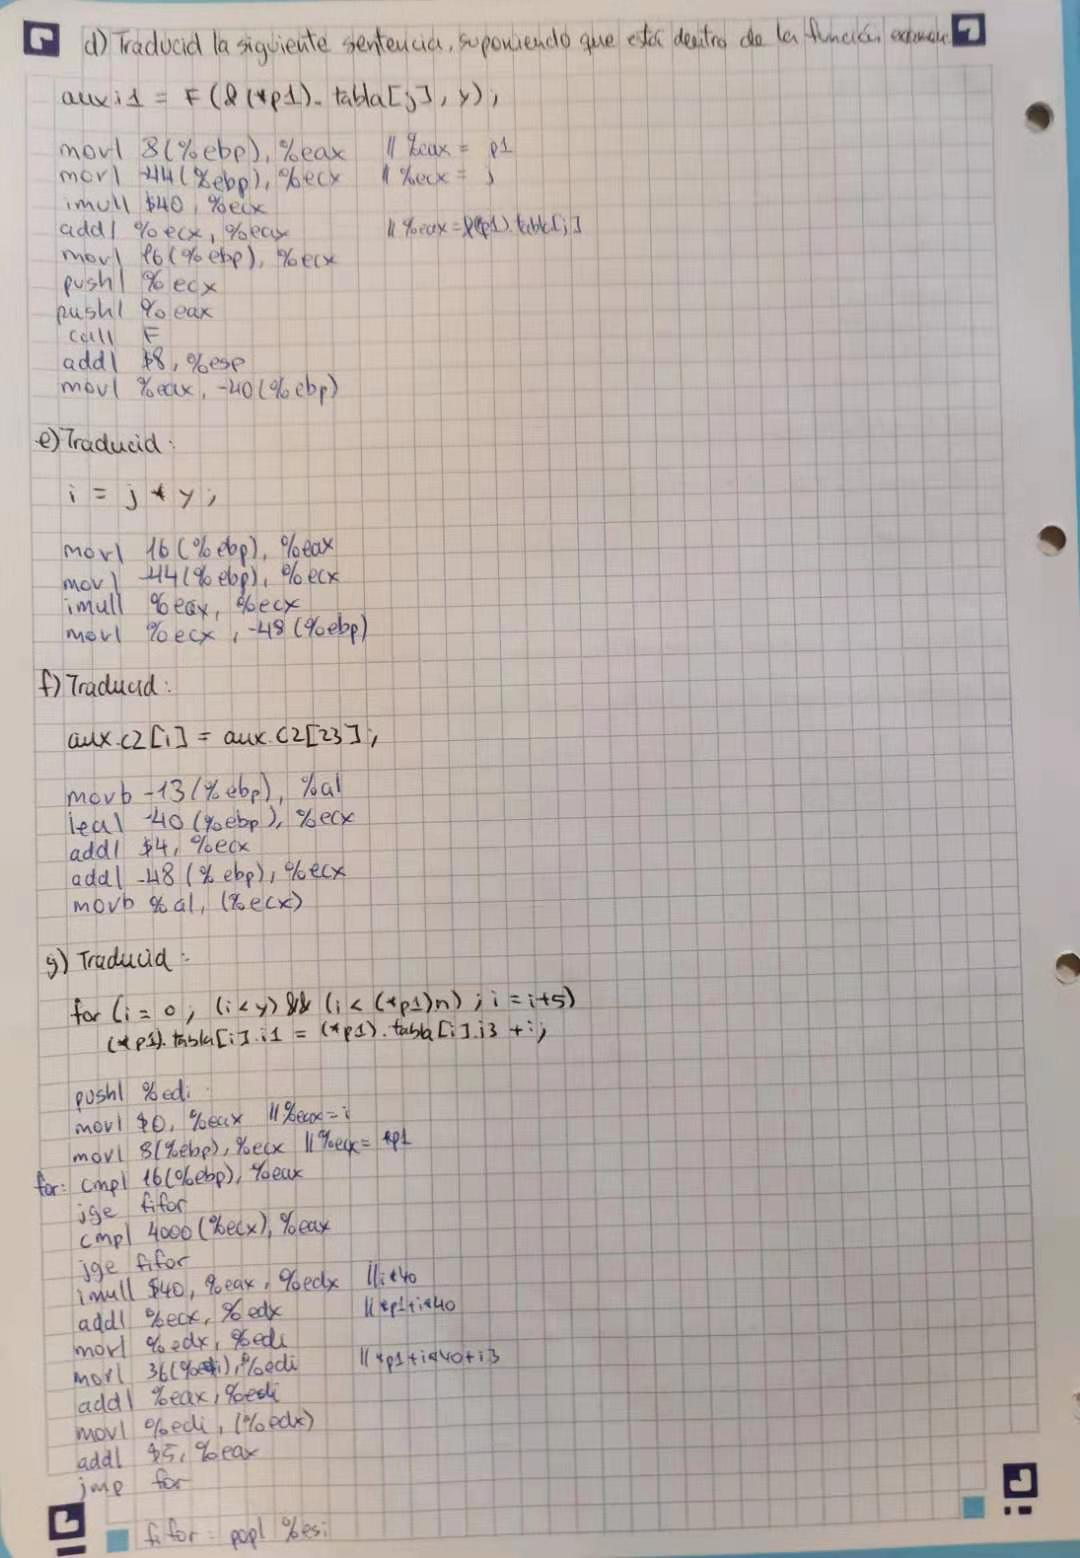 d) Traducid la siguiente sentencia, suponiendo que está dentro de la función
aux.i1 = F(&(*p1).tabla[j], y);
movl 8(%ebp), %eax // %eax = p1
movl -44(%ebp), %ecx // %ecx = j
imull $40, %ecx
addl %ecx, %eax // %eax = &(*p1).tabla[j]
movl 16(%ebp), %ecx
pushl %ecx
pushl %eax
call F
addl $8, %esp
movl %eax, -40(%ebp)
e) Traducid:
i = j * y;
movl 16(%ebp), %eax
movl -44(%ebp), %ecx
imull %eax, %ecx
movl %ecx, -48(%ebp)
f) Traducid:
aux.c2[i] = aux.c2[23];
movb -13(%ebp), %al
leal -40(%ebp), %ecx
addl $4, %ecx
addl -48(%ebp), %ecx
movb %al, (%ecx)
g) Traducid:
for (i = 0; (i < y) && (i < (*p1)n); i = i+5)
(*p1).tabla[i].i1 = (*p1).tabla[i].i3 + i;
pushl %edi
movl $0, %eax // %eax = i
movl 8(%ebp), %ecx // %ecx = *p1
for: cmpl 16(%ebp), %eax
jge fifor
cmpl 4000(%ecx), %eax
jge fifor
imull $40, %eax, %edx // i*40
addl %ecx, %edx // *p1+i*40
movl %edx, %edi
movl 36(%edi), %edi // *p1+i*40+i3
addl %eax, %edi
movl %edi, (%edx)
addl $5, %eax
jmp for
fifor: popl %esi